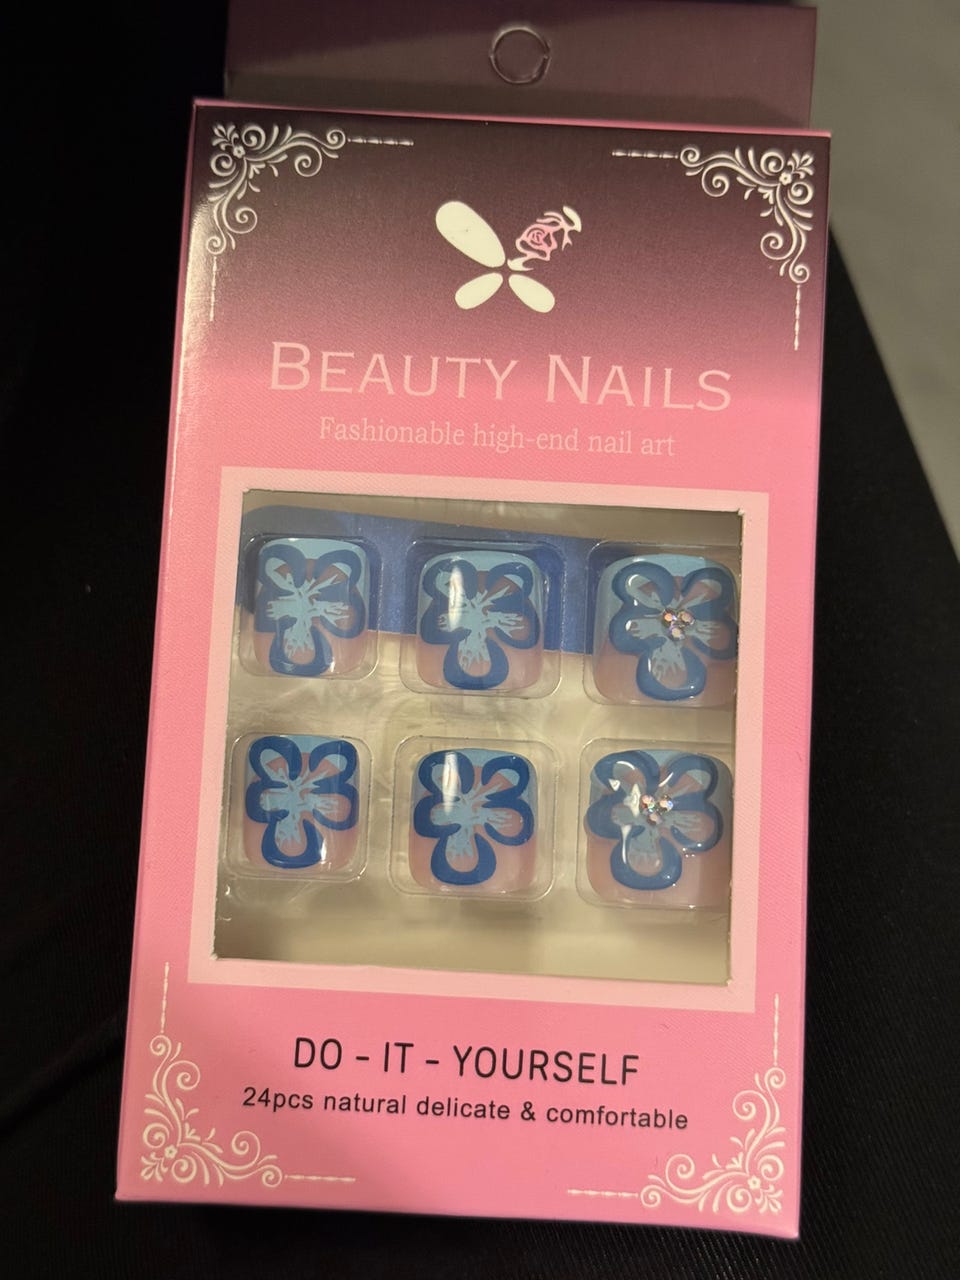 BEAUTY NAILS
Fashionable high-end nail art
DO - IT - YOURSELF
24pcs natural delicate & comfortable